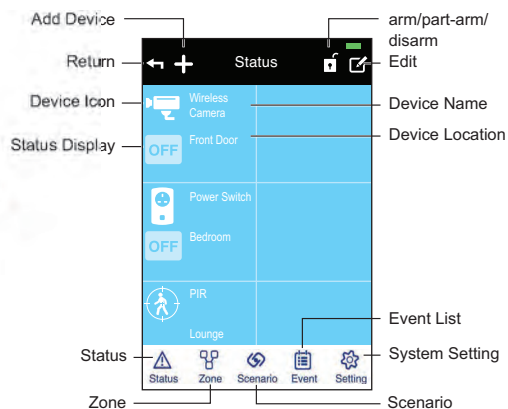 Add Device
arm/part-arm/
disarm
Return
Status
Edit
Device Icon
Wireless
Camera
Device Name
Status Display
OFF
Front Door
Device Location
Power Switch
OFF
Bedroom
PIR
Lounge
Event List
Status
System Setting
Status
Zone
Scenario
Event
Setting
Zone
Scenario